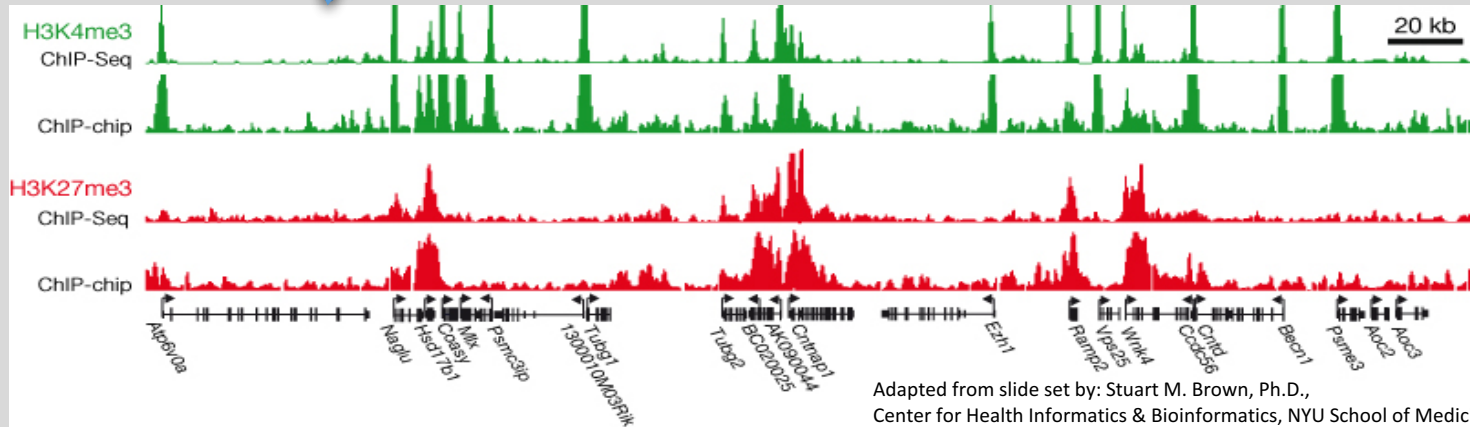 H3K4me3
ChIP-Seq
20 kb
ChIP-chip
H3K27me3
ChIP-Seq
ChIP-chip
Atp6v0a
Naglu
Hsd17b1
Coasy
Mlx
Psmc3ip
1300010M03Rik
Tubg1
Tubg2
BC020025
AK090044
Cntnap1
Ezh1
Ramp2
Vps25
Wnk4
Ccdc56
Cntd
Becn1
Psme3
Aoc2
Aoc3
Adapted from slide set by: Stuart M. Brown, Ph.D.,
Center for Health Informatics & Bioinformatics, NYU School of Medic